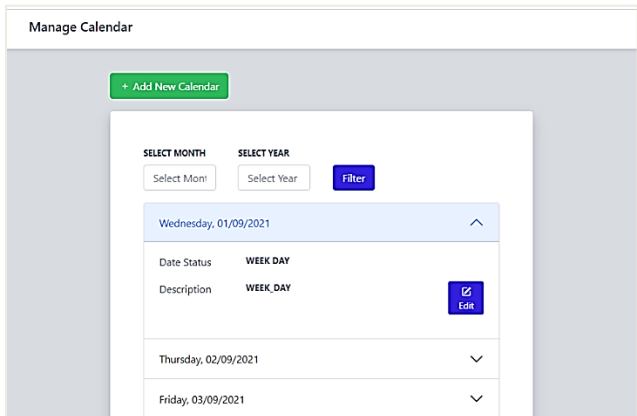 Manage Calendar
+ Add New Calendar
SELECT MONTH SELECT YEAR
Select Mont Select Year Filter
Wednesday, 01/09/2021
Date Status WEEK DAY
Description WEEK_DAY
Edit
Thursday, 02/09/2021
Friday, 03/09/2021